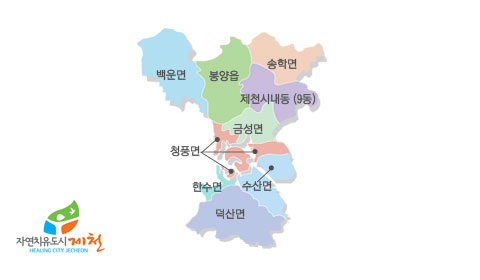 송학면
백운면
봉양읍
제천시내동 (9동)
금성면
청풍면
한수면
수산면
덕산면
자연치유도시 제천
HEALING CITY JECHEON